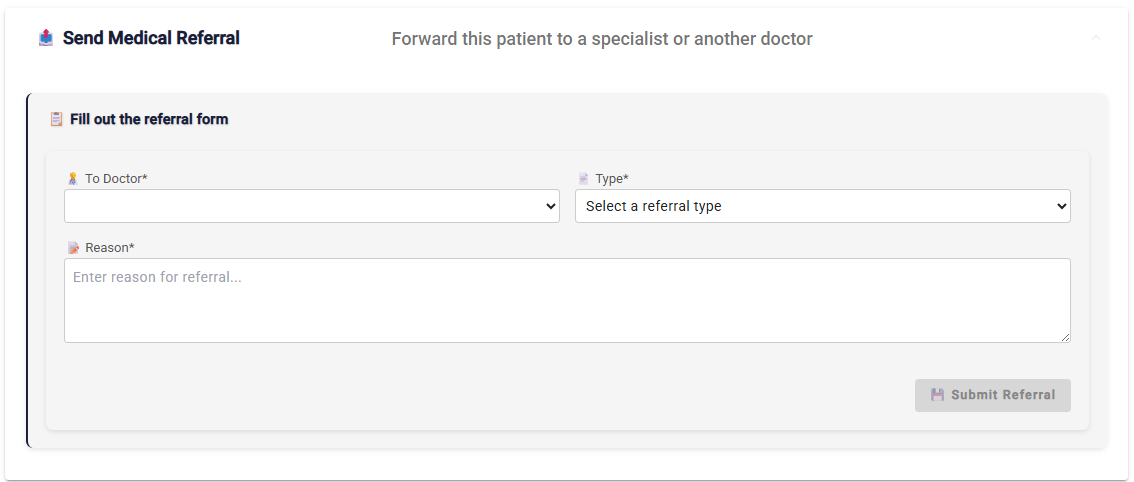 Send Medical Referral Forward this patient to a specialist or another doctor
Fill out the referral form
To Doctor* Type*
Select a referral type
Reason*
Enter reason for referral...
Submit Referral